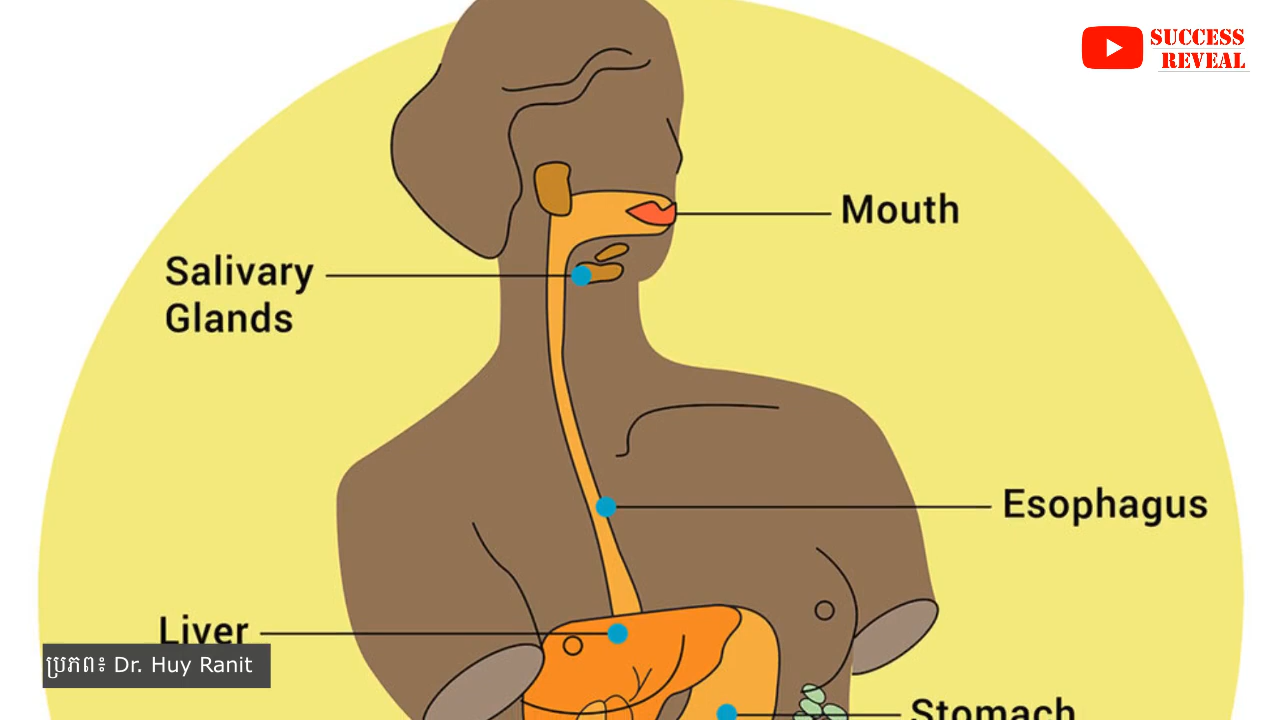 SUCCESS
REVEAL
Mouth
Salivary
Glands
Esophagus
Liver
ប្រភព៖ Dr. Huy Ranit
Stomach